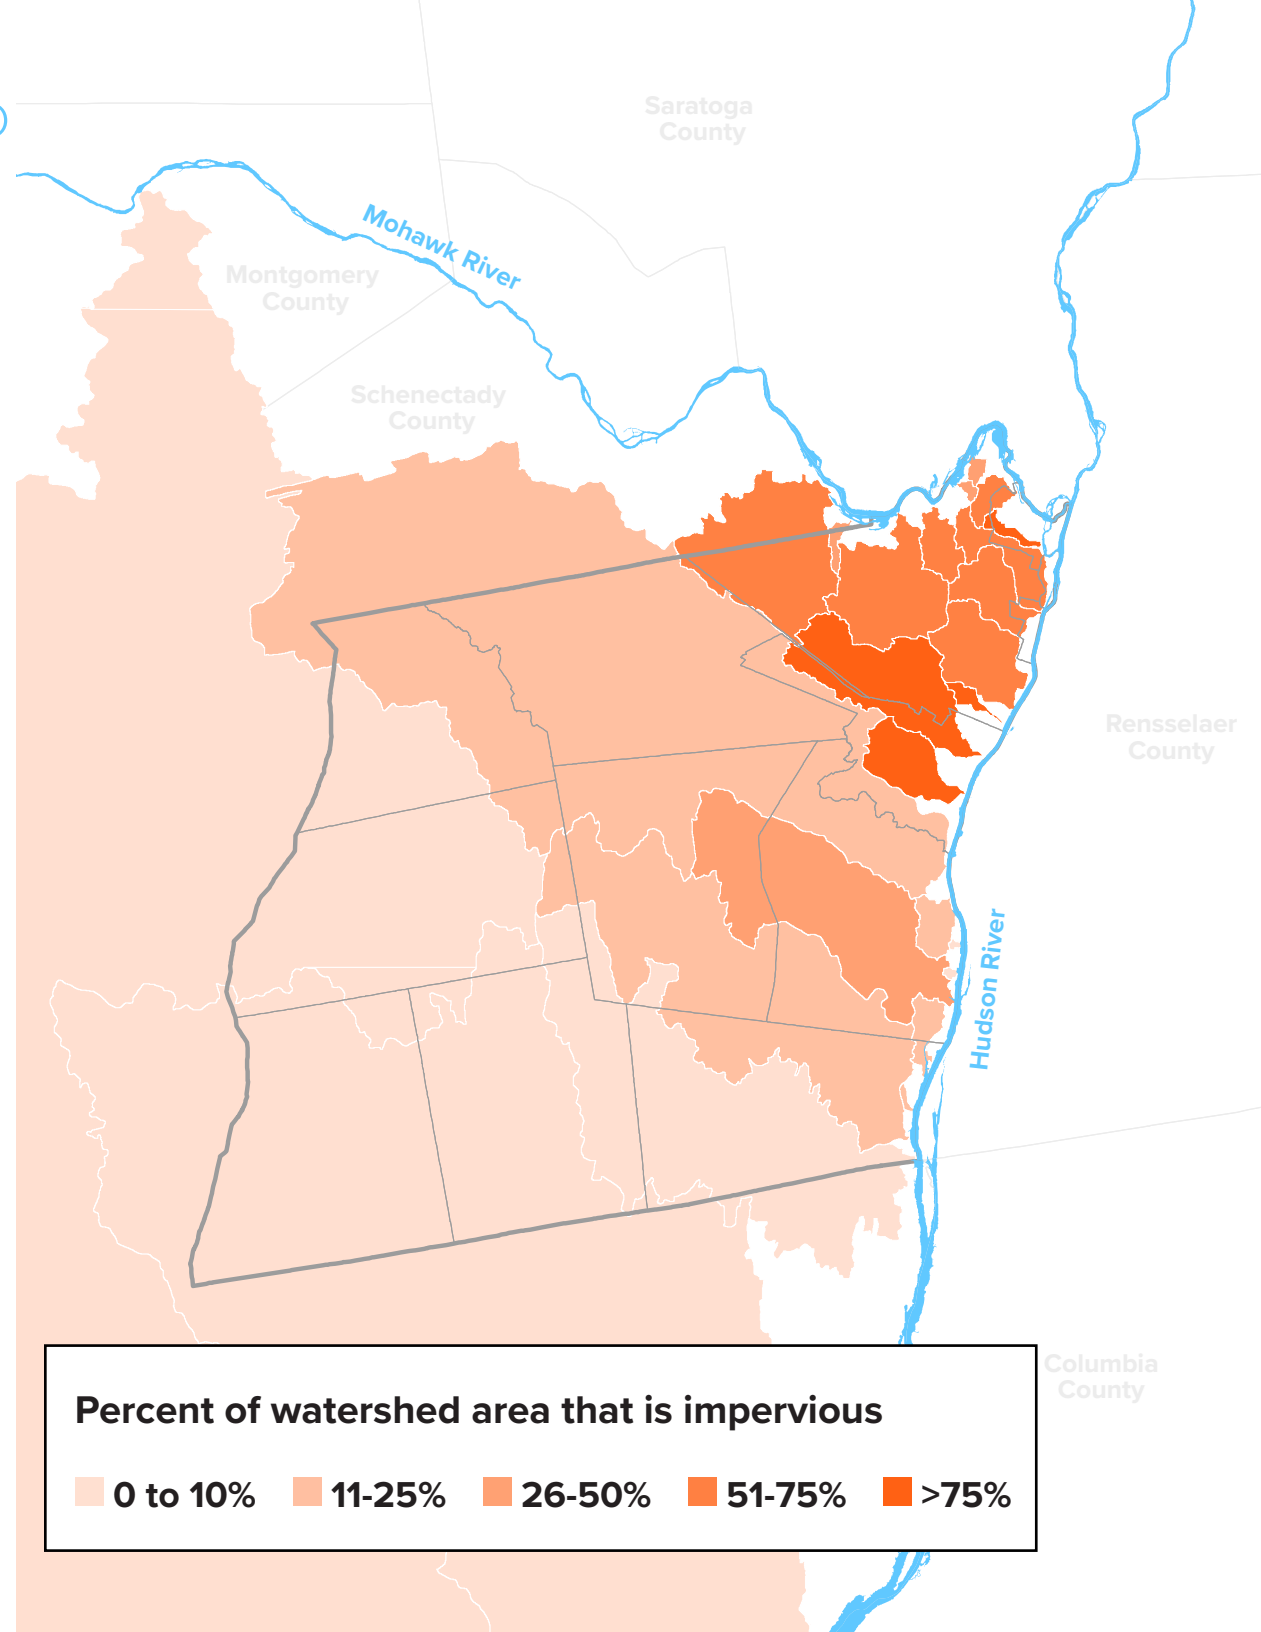 Saratoga
County
Mohawk River
Montgomery
County
Schenectady
County
Rensselaer
County
Hudson River
Columbia
County
Percent of watershed area that is impervious
0 to 10%
11-25%
26-50%
51-75%
>75%